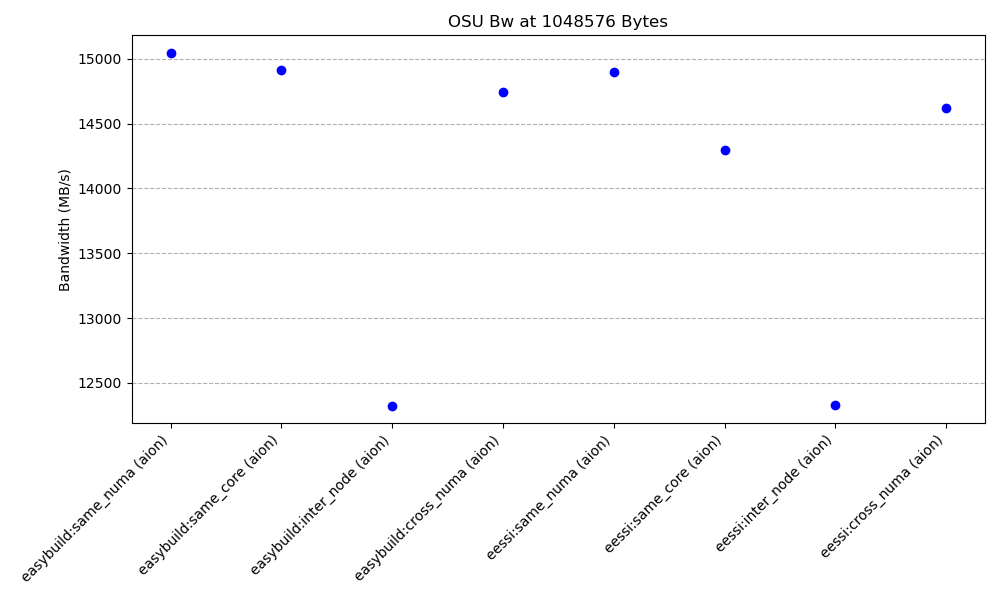 OSU Bw at 1048576 Bytes
Bandwidth (MB/s)
15000
14500
14000
13500
13000
12500
easybuild:same_numa (aion)
easybuild:same_core (aion)
easybuild:inter_node (aion)
easybuild:cross_numa (aion)
eessi:same_numa (aion)
eessi:same_core (aion)
eessi:inter_node (aion)
eessi:cross_numa (aion)